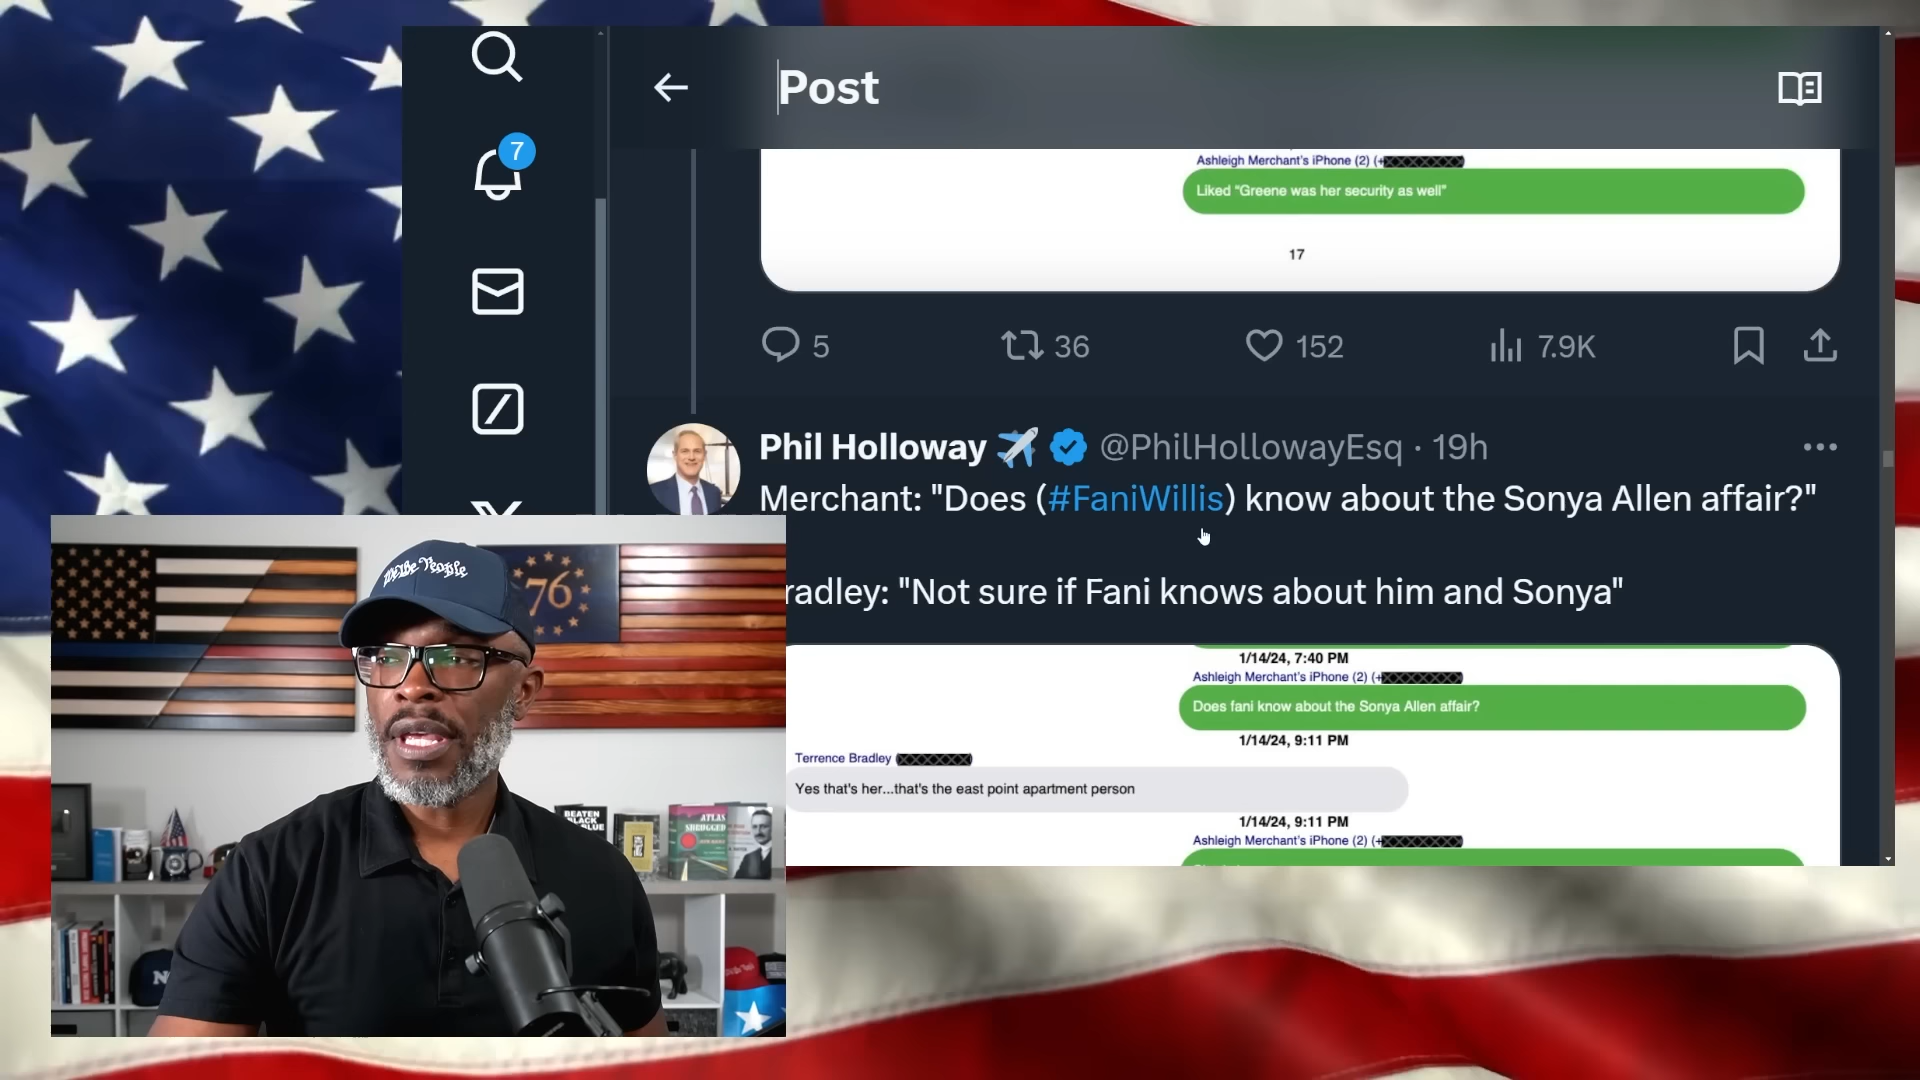 Post
7
Ashleigh Merchant's iPhone (2) (+
Liked “Greene was her security as well”
17
5
36
152
7.9K
Phil Holloway @PhilHollowayEsq · 19h
Merchant: "Does (#FaniWillis) know about the Sonya Allen affair?"
radley: "Not sure if Fani knows about him and Sonya"
1/14/24, 7:40 PM
Ashleigh Merchant's iPhone (2) (+
Does fani know about the Sonya Allen affair?
1/14/24, 9:11 PM
Terrence Bradley (
Yes that's her...that's the east point apartment person
1/14/24, 9:11 PM
Ashleigh Merchant's iPhone (2) (+
We the People
76
BEATEN
BLACK
BLUE
ATLAS
SHRUGGED
N